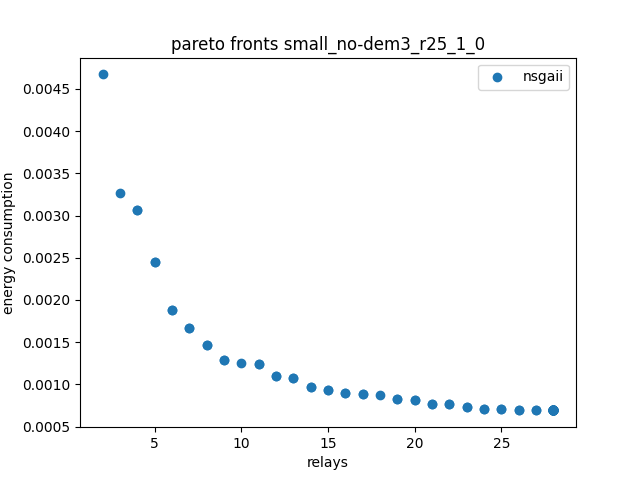 pareto fronts small_no-dem3_r25_1_0
nsgaii
energy consumption
0.0045
0.0040
0.0035
0.0030
0.0025
0.0020
0.0015
0.0010
0.0005
5 10 15 20 25
relays